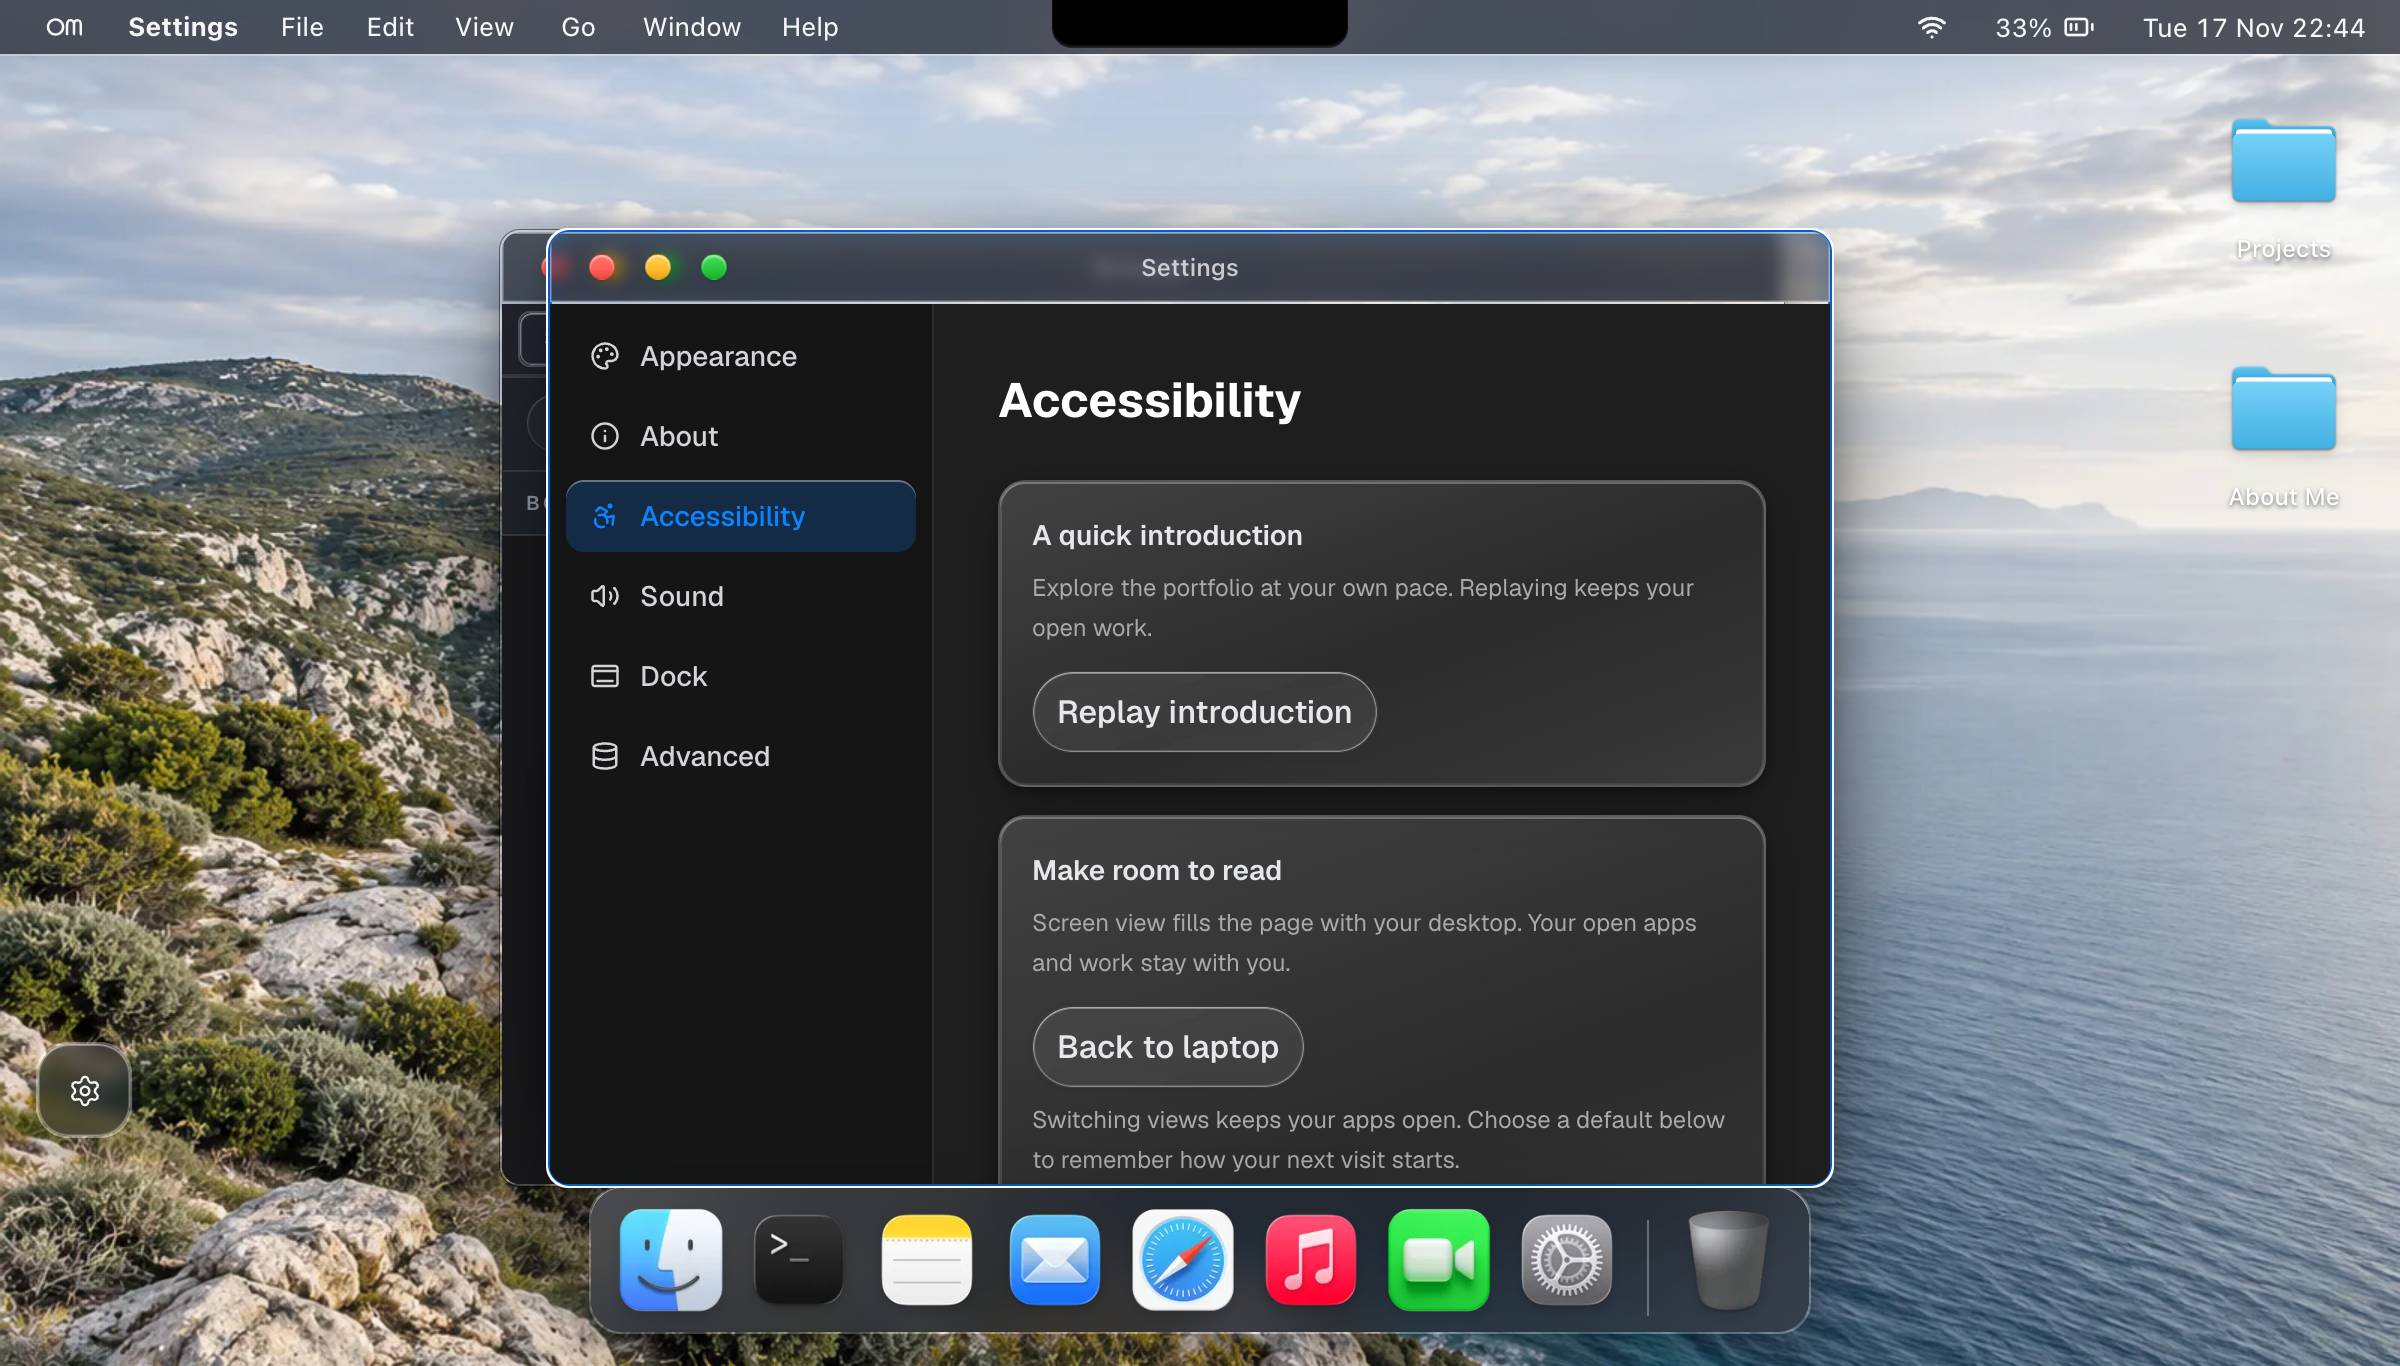 Om Settings File Edit View Go Window Help 33% Tue 17 Nov 22:44
Projects
About Me
Settings
Appearance
About
Accessibility
Sound
Dock
Advanced
Accessibility
A quick introduction
Explore the portfolio at your own pace. Replaying keeps your
open work.
Replay introduction
Make room to read
Screen view fills the page with your desktop. Your open apps
and work stay with you.
Back to laptop
Switching views keeps your apps open. Choose a default below
to remember how your next visit starts.
>_